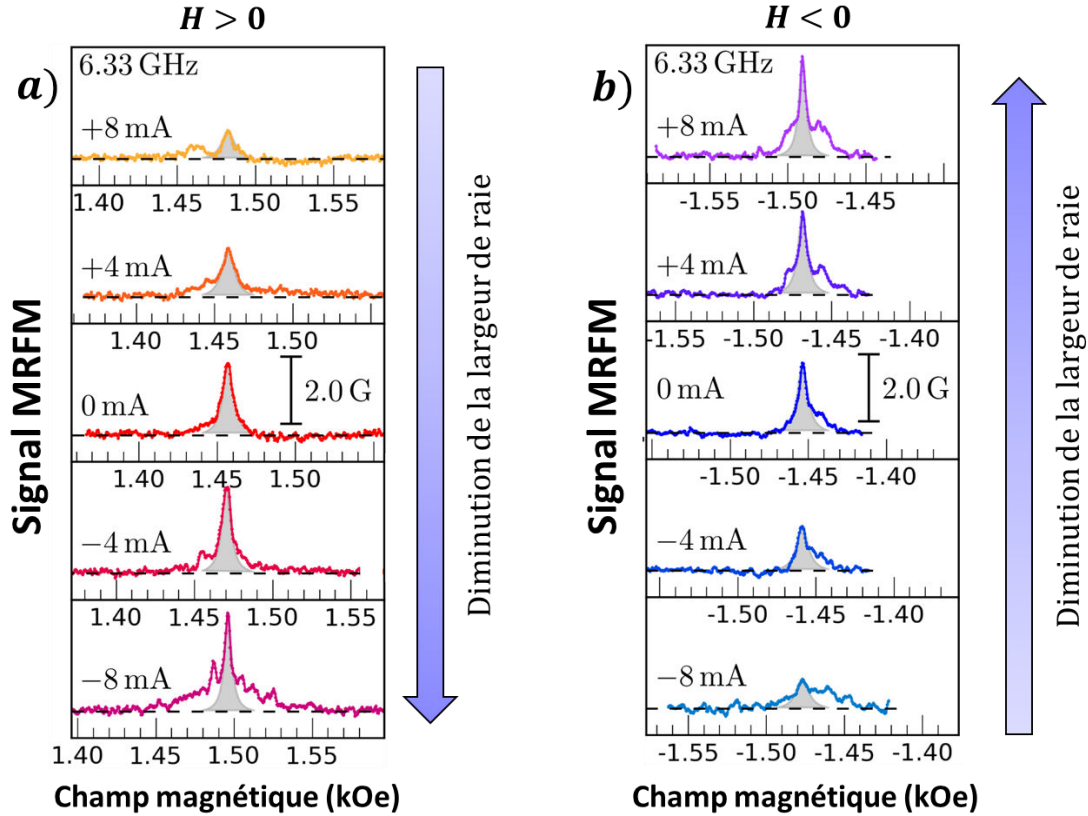 H > 0
a)
6.33 GHz
+8 mA
1.40 1.45 1.50 1.55
+4 mA
1.40 1.45 1.50
0 mA
2.0 G
1.40 1.45 1.50
−4 mA
1.40 1.45 1.50 1.55
−8 mA
1.40 1.45 1.50 1.55
Signal MRFM
Champ magnétique (kOe)
Diminution de la largeur de raie
H < 0
b)
6.33 GHz
+8 mA
-1.55 -1.50 -1.45
+4 mA
-1.55 -1.50 -1.45 -1.40
0 mA
2.0 G
-1.50 -1.45 -1.40
−4 mA
-1.50 -1.45 -1.40
−8 mA
-1.55 -1.50 -1.45 -1.40
Signal MRFM
Champ magnétique (kOe)
Diminution de la largeur de raie